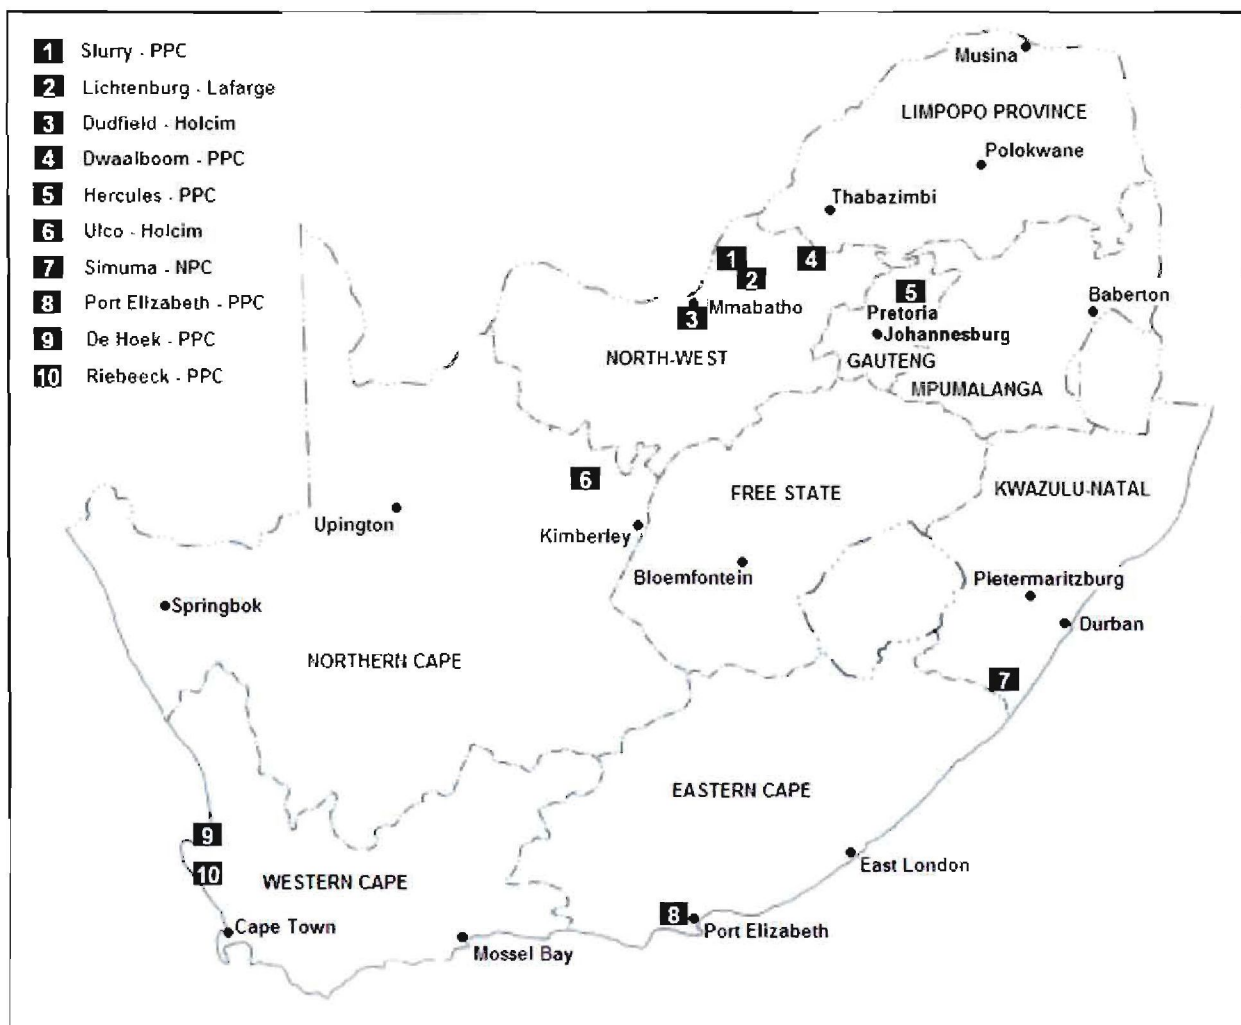 1 Slurry - PPC
2 Lichtenburg - Lafarge
3 Dudfield - Holcim
4 Dwaalboom - PPC
5 Hercules - PPC
6 Ulco - Holcim
7 Simuma - NPC
8 Port Elizabeth - PPC
9 De Hoek - PPC
10 Riebeeck - PPC
Musina
LIMPOPO PROVINCE
Polokwane
Thabazimbi
1
4
2
5
Baberton
Mmabatho
3
Pretoria
Johannesburg
NORTH-WEST
GAUTENG
MPUMALANGA
6
FREE STATE
KWAZULU-NATAL
Upington
Kimberley
Bloemfontein
Pietermaritzburg
Springbok
Durban
NORTHERN CAPE
7
EASTERN CAPE
9
10
WESTERN CAPE
East London
8
Cape Town
Port Elizabeth
Mossel Bay